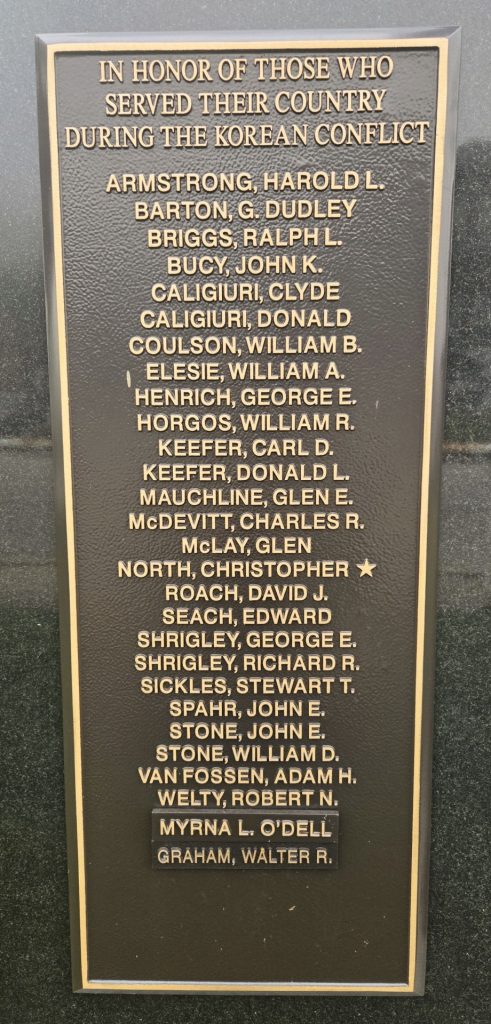 IN HONOR OF THOSE WHO
SERVED THEIR COUNTRY
DURING THE KOREAN CONFLICT
ARMSTRONG, HAROLD L.
BARTON, G. DUDLEY
BRIGGS, RALPH L.
BUCY, JOHN K.
CALIGIURI, CLYDE
CALIGIURI, DONALD
COULSON, WILLIAM B.
ELESIE, WILLIAM A.
HENRICH, GEORGE E.
HORGOS, WILLIAM R.
KEEFER, CARL D.
KEEFER, DONALD L.
MAUCHLINE, GLEN E.
McDEVITT, CHARLES R.
McLAY, GLEN
NORTH, CHRISTOPHER ★
ROACH, DAVID J.
SEACH, EDWARD
SHRIGLEY, GEORGE E.
SHRIGLEY, RICHARD R.
SICKLES, STEWART T.
SPAHR, JOHN E.
STONE, JOHN E.
STONE, WILLIAM D.
VAN FOSSEN, ADAM H.
WELTY, ROBERT N.
MYRNA L. O'DELL
GRAHAM, WALTER R.